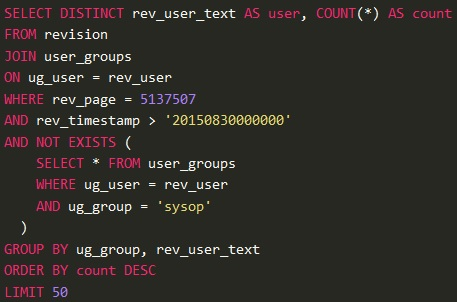 SELECT DISTINCT rev_user_text AS user, COUNT(*) AS count
FROM revision
JOIN user_groups
ON ug_user = rev_user
WHERE rev_page = 5137507
AND rev_timestamp > '20150830000000'
AND NOT EXISTS (
    SELECT * FROM user_groups
    WHERE ug_user = rev_user
    AND ug_group = 'sysop'
  )
GROUP BY ug_group, rev_user_text
ORDER BY count DESC
LIMIT 50